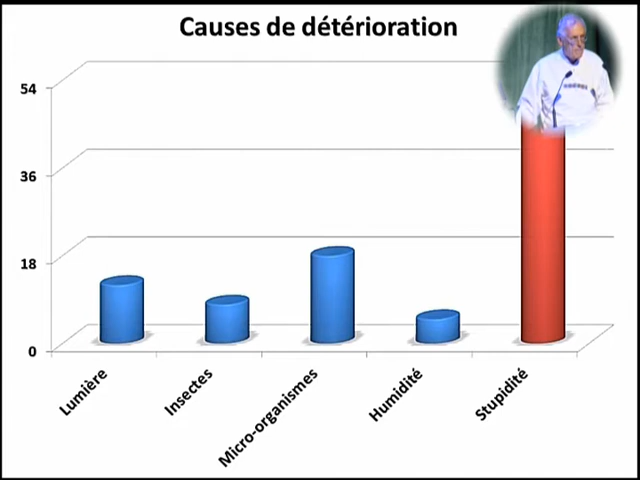 Causes de détérioration
54
36
18
0
Lumière
Insectes
Micro-organismes
Humidité
Stupidité